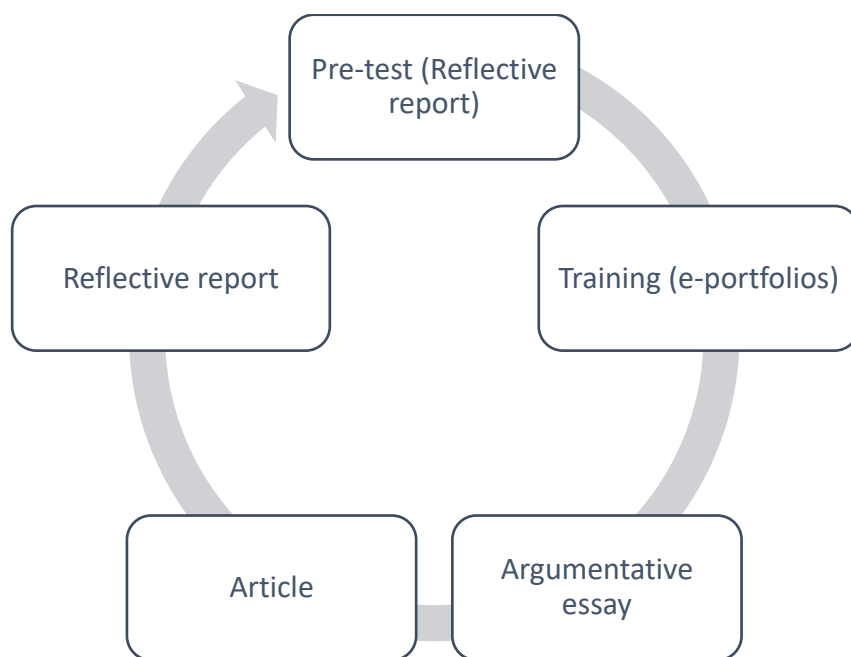 Pre-test (Reflective
report)
Training (e-portfolios)
Argumentative
essay
Article
Reflective report